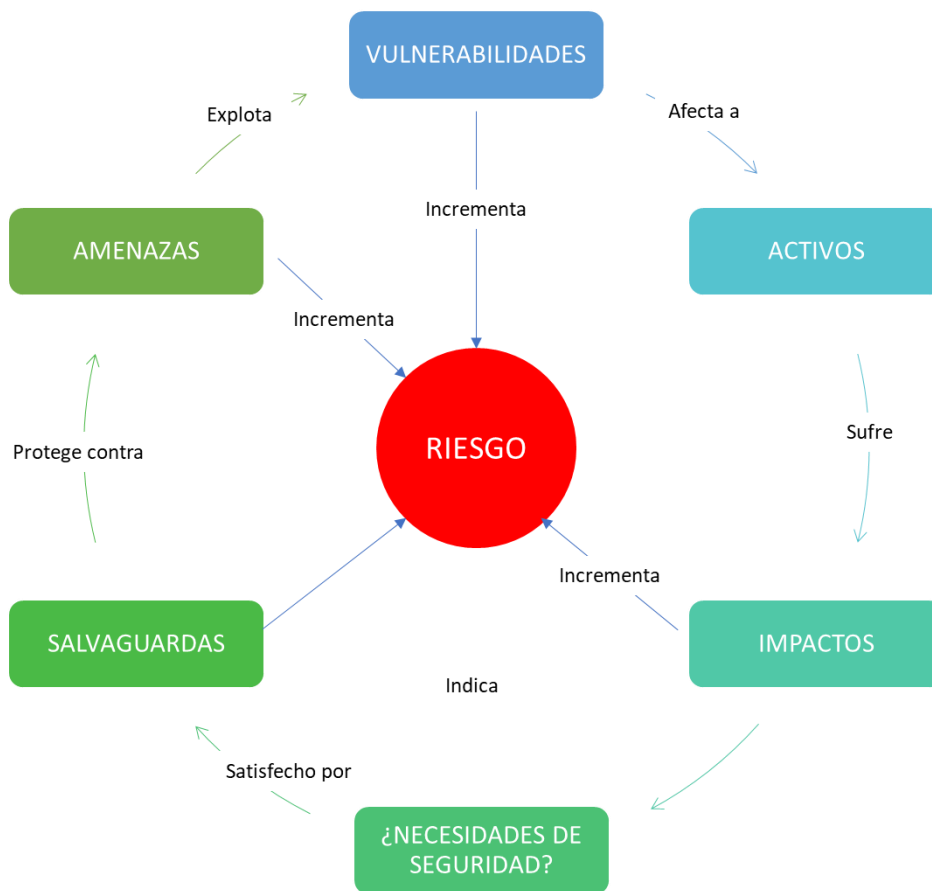 VULNERABILIDADES
Explota
Afecta a
Incrementa
AMENAZAS
ACTIVOS
Incrementa
RIESGO
Sufre
Protege contra
Incrementa
SALVAGUARDAS
IMPACTOS
Indica
Satisfecho por
¿NECESIDADES DE
SEGURIDAD?